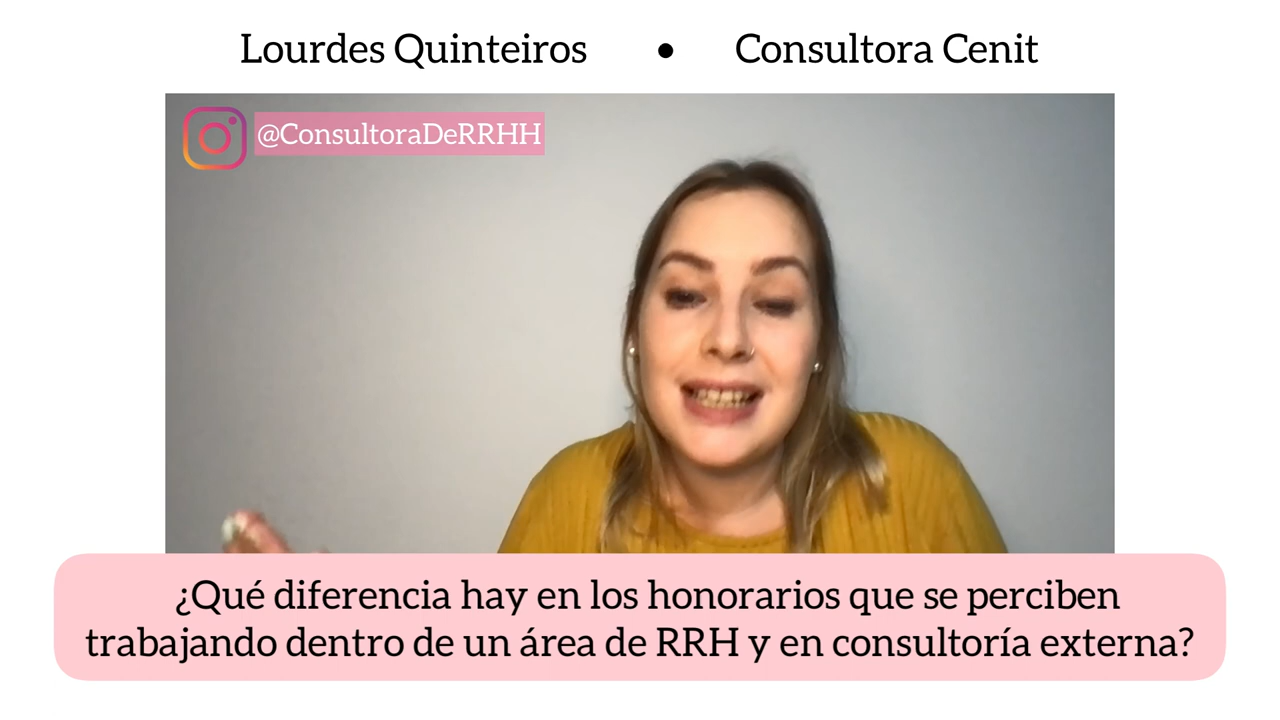 Lourdes Quinteiros • Consultora Cenit
@ConsultoraDeRRHH
¿Qué diferencia hay en los honorarios que se perciben
trabajando dentro de un área de RRH y en consultoría externa?